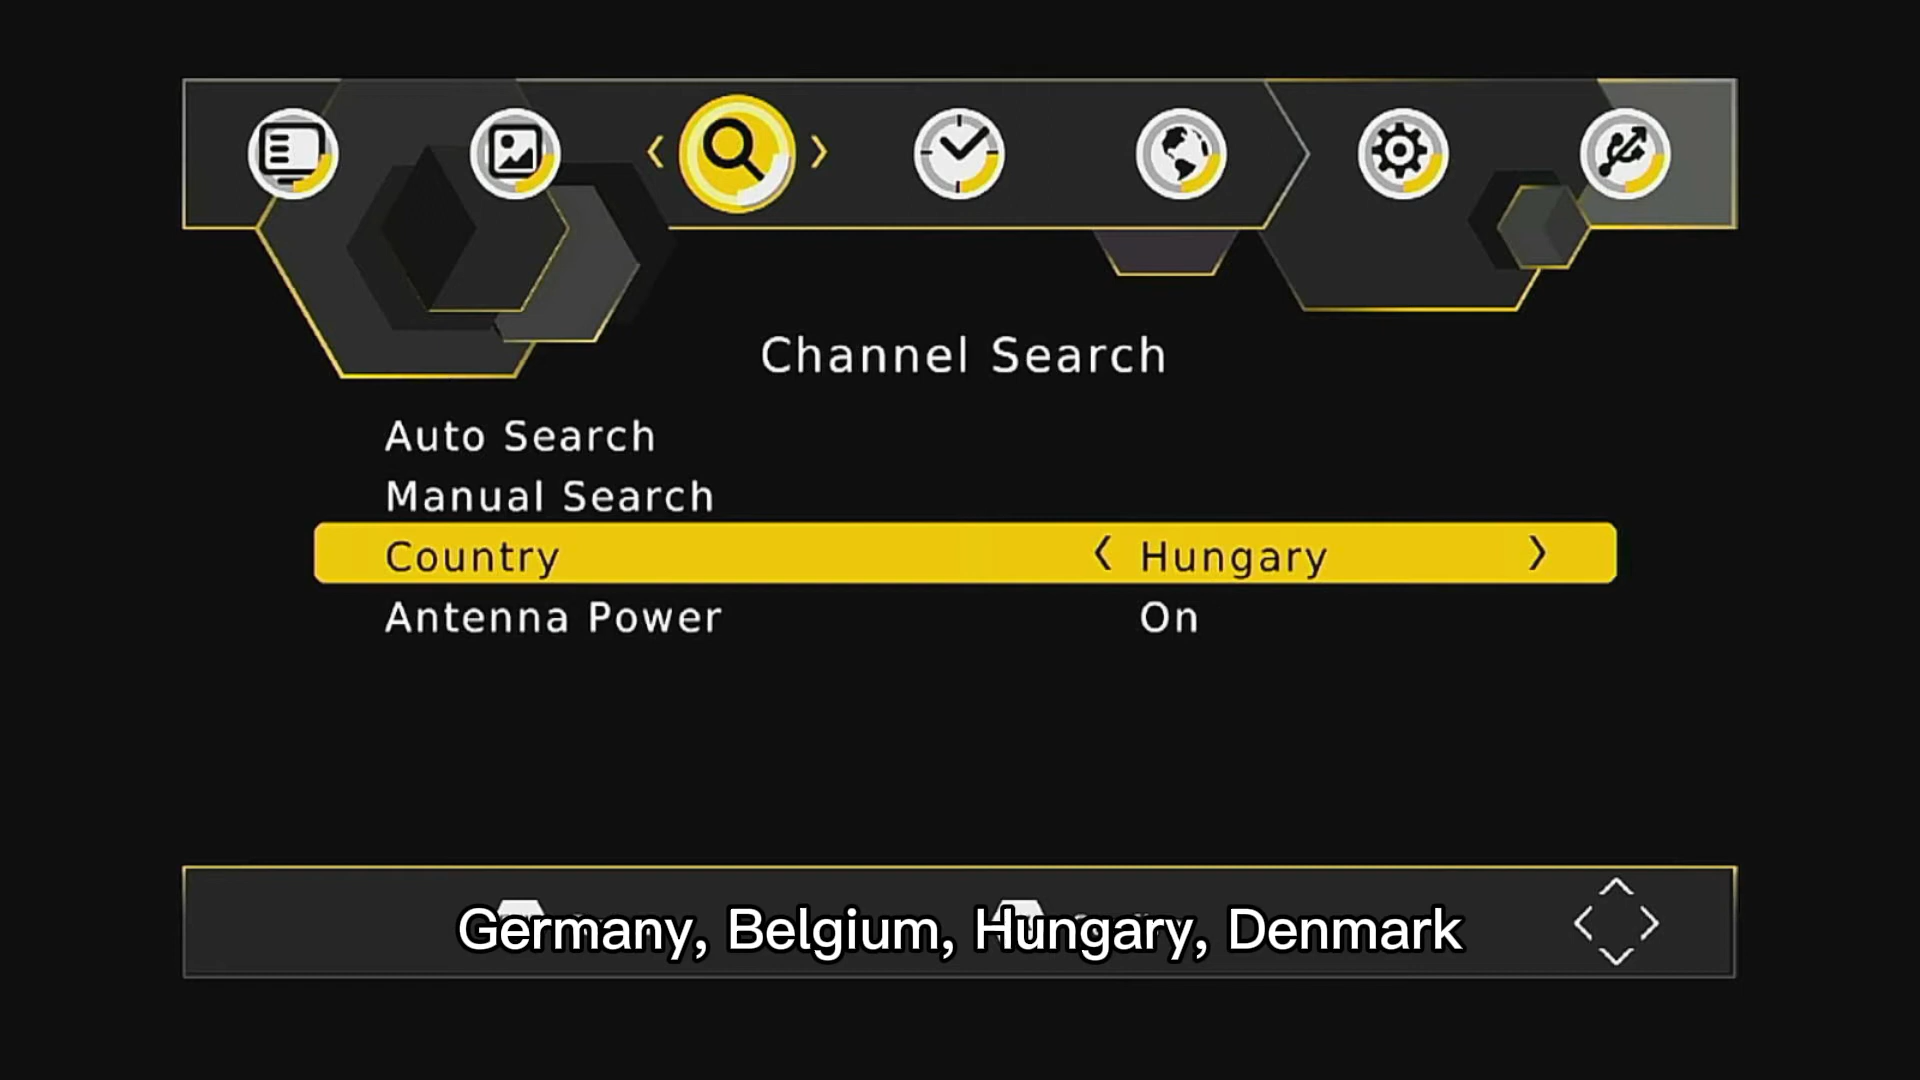 Channel Search
Auto Search
Manual Search
Country Hungary
Antenna Power On
Germany, Belgium, Hungary, Denmark